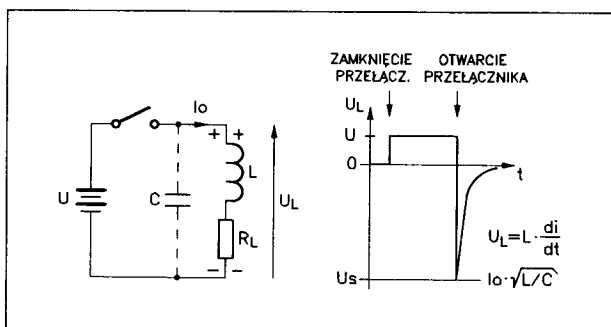 ZAMKNIĘCIE
PRZEŁĄCZ.
OTWARCIE
PRZEŁĄCZNIKA
Io
+ +
U
C
L
RL
UL
− −
UL
U
0
t
UL=L·di/dt
Us
Io·√L/C